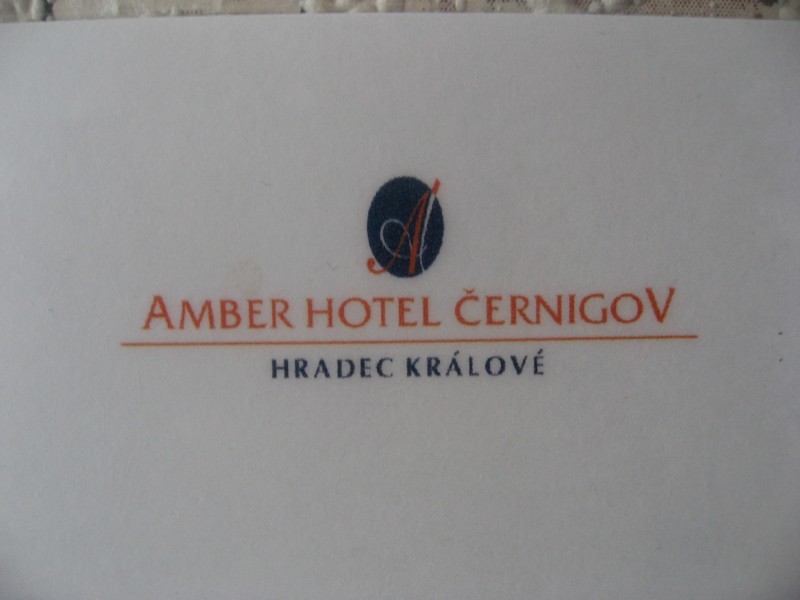 A
AMBER HOTEL ČERNIGOV
HRADEC KRÁLOVÉ